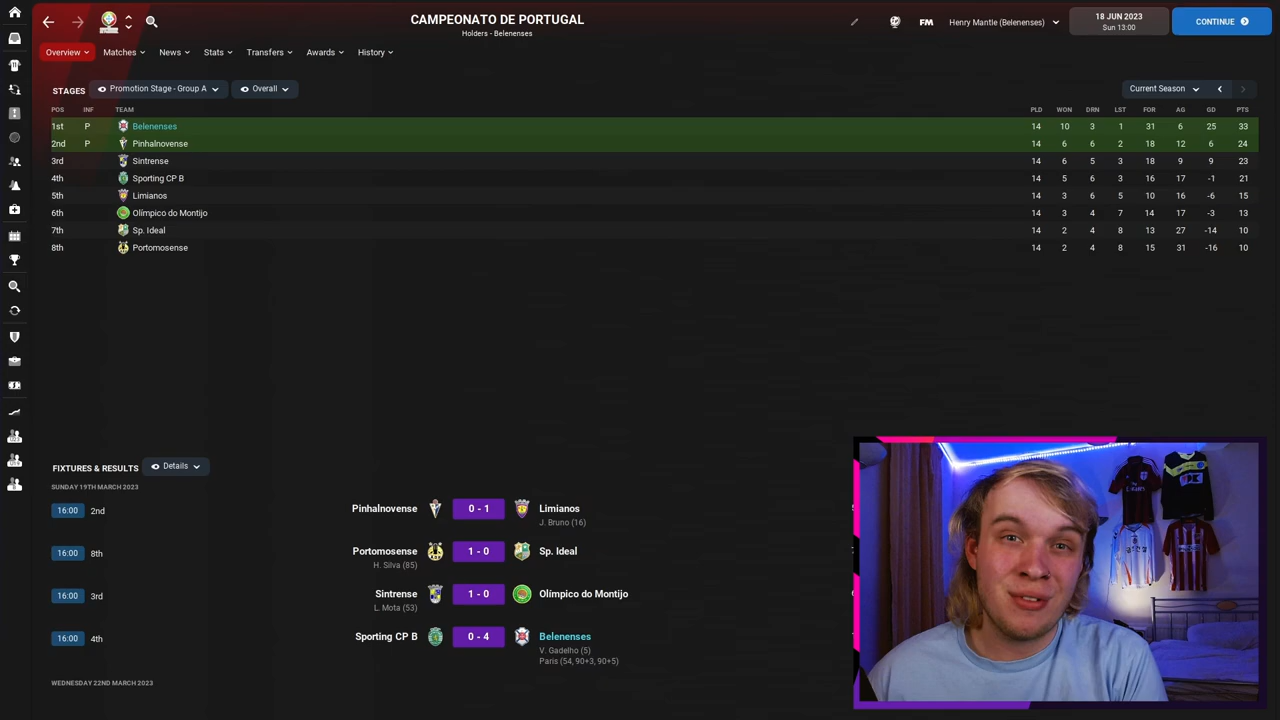 CAMPEONATO DE PORTUGAL
Holders - Belenenses
FM
Henry Mantle (Belenenses)
18 JUN 2023
Sun 13:00
CONTINUE
Overview Matches News Stats Transfers Awards History
STAGES Promotion Stage - Group A Overall Current Season
POS INF TEAM PLD WON DRN LST FOR AG GD PTS
1st P Belenenses 14 10 3 1 31 6 25 33
2nd P Pinhalnovense 14 6 6 2 18 12 6 24
3rd Sintrense 14 6 5 3 18 9 9 23
4th Sporting CP B 14 5 6 3 16 17 -1 21
5th Limianos 14 3 6 5 10 16 -6 15
6th Olímpico do Montijo 14 3 4 7 14 17 -3 13
7th Sp. Ideal 14 2 4 8 13 27 -14 10
8th Portomosense 14 2 4 8 15 31 -16 10
FIXTURES & RESULTS Details
SUNDAY 19TH MARCH 2023
16:00 2nd Pinhalnovense 0 - 1 Limianos
J. Bruno (16)
16:00 8th Portomosense 1 - 0 Sp. Ideal
H. Silva (85)
16:00 3rd Sintrense 1 - 0 Olímpico do Montijo
L. Mota (53)
16:00 4th Sporting CP B 0 - 4 Belenenses
V. Gadelho (5)
Paris (54, 90+3, 90+5)
WEDNESDAY 22ND MARCH 2023